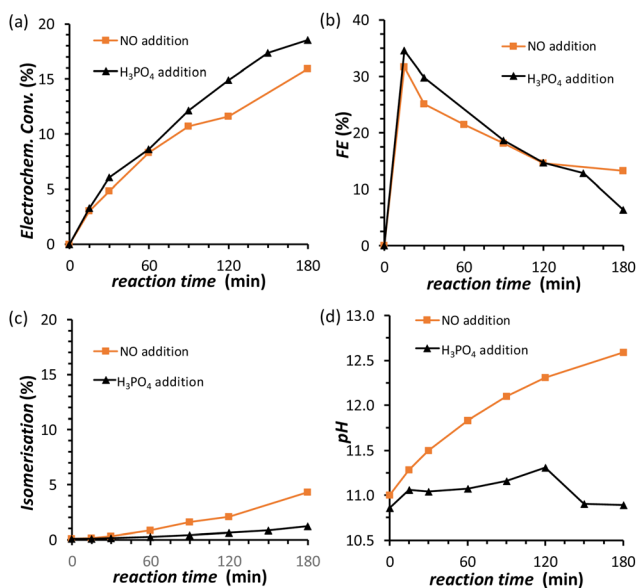 (a)
20
15
10
5
0
Electrochem. Conv. (%)
NO addition
H₃PO₄ addition
0 60 120 180
reaction time (min)
(b)
40
30
20
10
0
FE (%)
NO addition
H₃PO₄ addition
0 60 120 180
reaction time (min)
(c)
20
15
10
5
0
Isomerisation (%)
NO addition
H₃PO₄ addition
0 60 120 180
reaction time (min)
(d)
13.0
12.5
12.0
11.5
11.0
10.5
pH
NO addition
H₃PO₄ addition
0 60 120 180
reaction time (min)